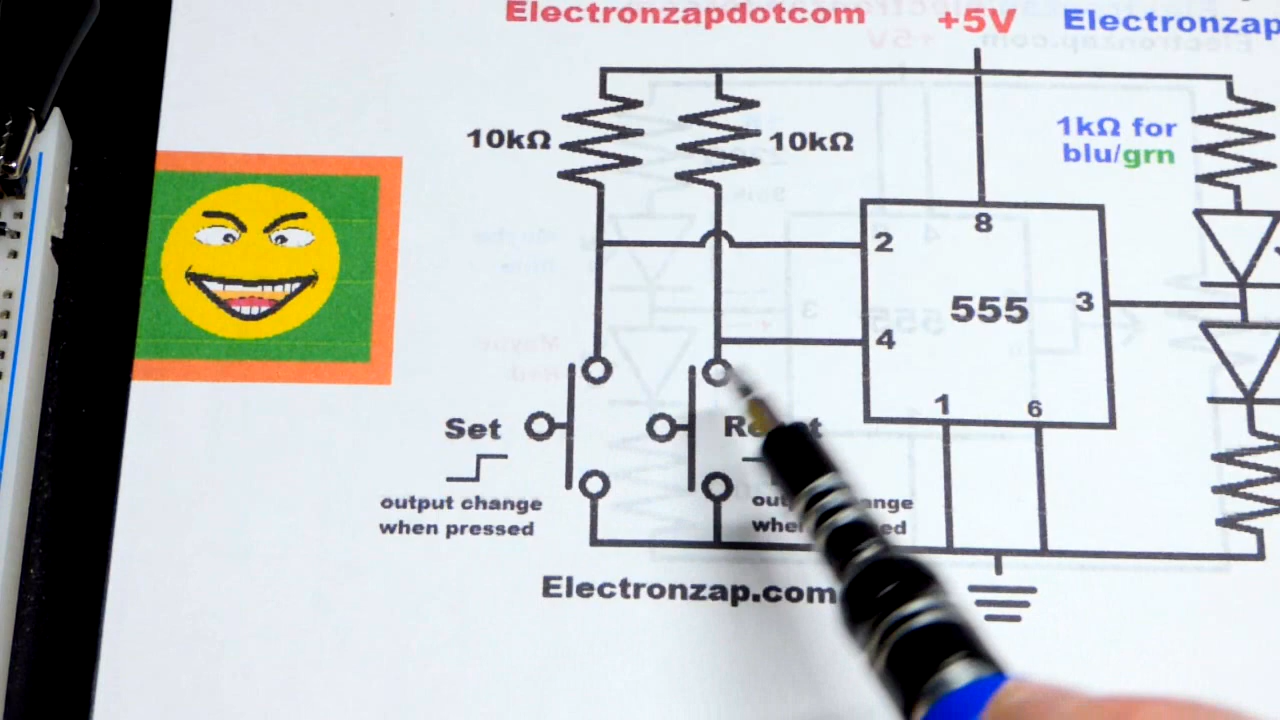 Electronzapdotcom
+5V
Electronzap
10kΩ
10kΩ
1kΩ for
blu/grn
8
2
555
3
4
1
6
Set
output change
when pressed
Electronzap.com